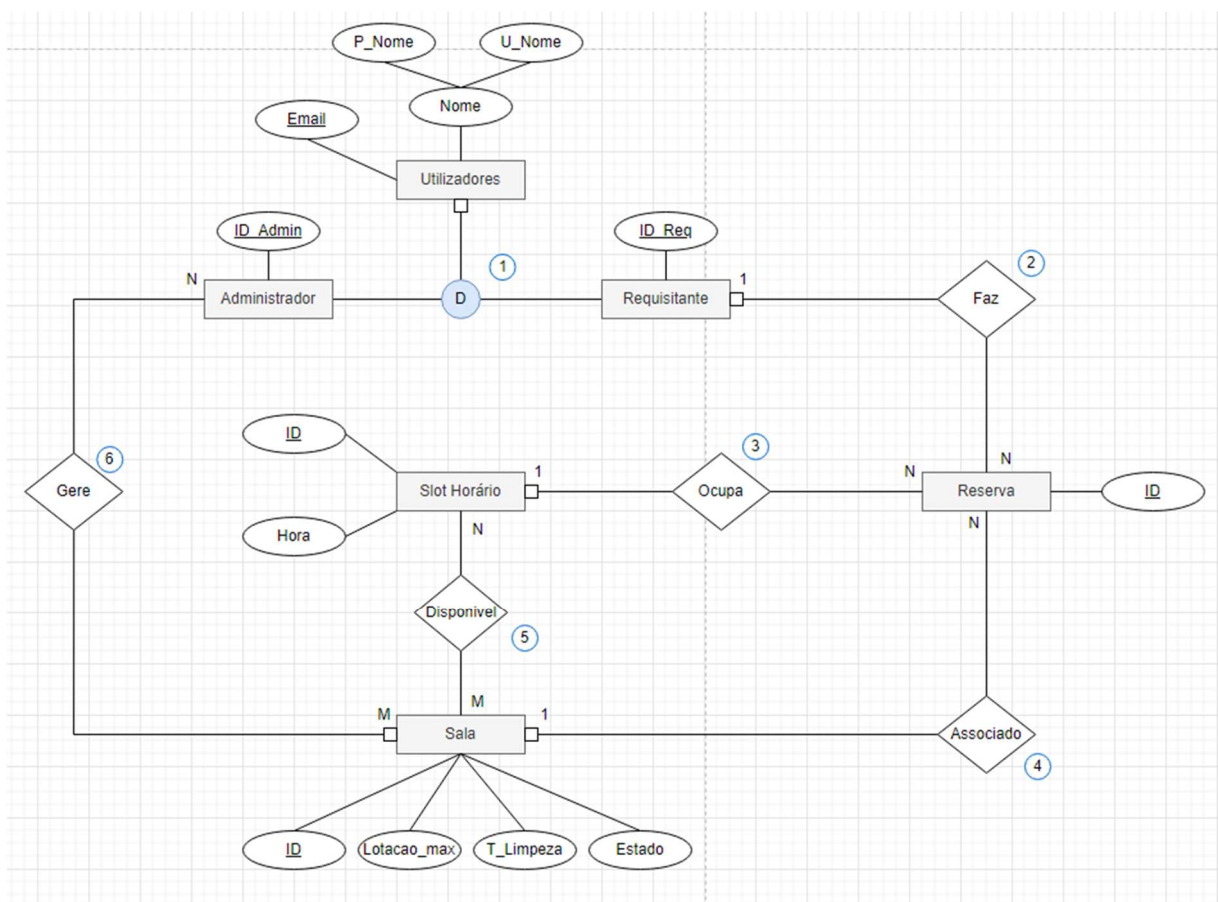 P_Nome
U_Nome
Nome
Email
Utilizadores
ID_Admin
ID_Req
1
2
N
Administrador
D
Requisitante
1
Faz
ID
3
6
1
N
N
Gere
Slot Horário
Ocupa
Reserva
ID
Hora
N
N
Disponivel
5
M
M
1
Sala
Associado
4
ID
Lotacao_max
T_Limpeza
Estado